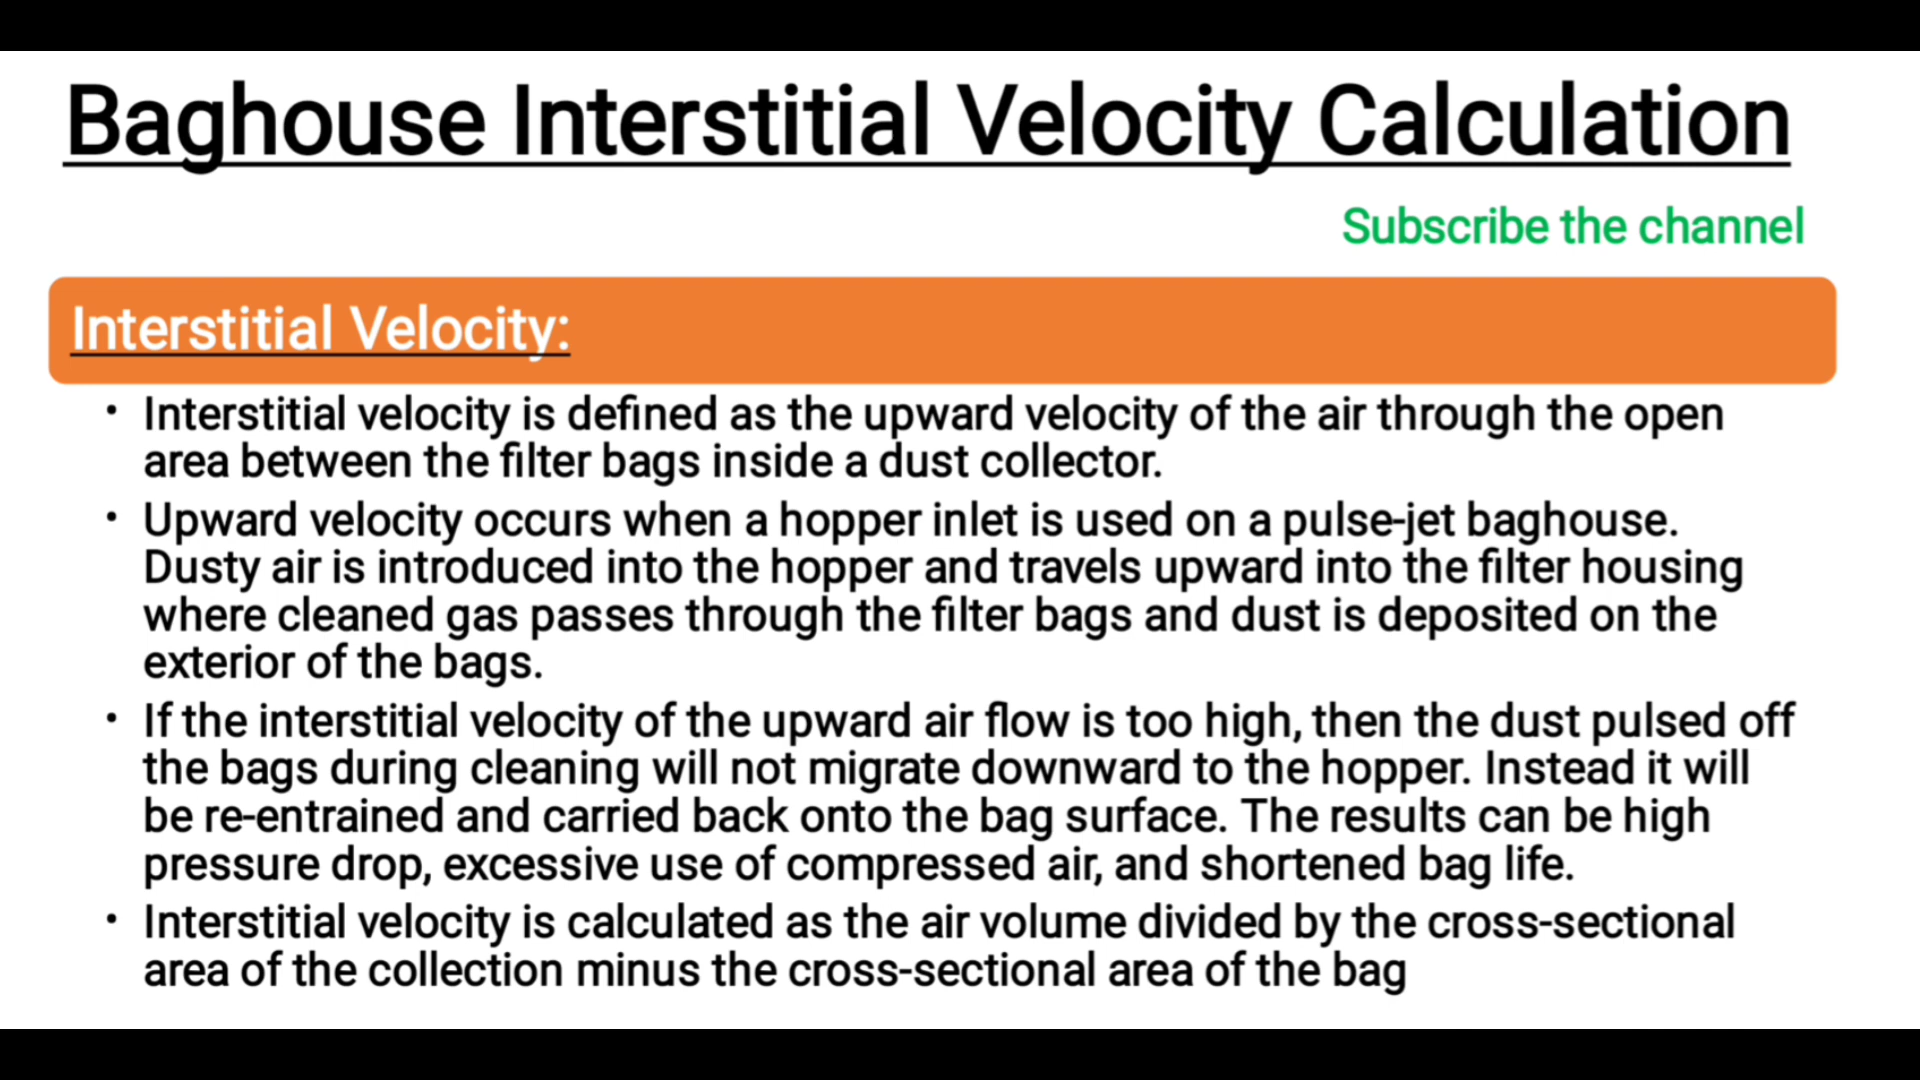 Baghouse Interstitial Velocity Calculation
Subscribe the channel
Interstitial Velocity:
• Interstitial velocity is defined as the upward velocity of the air through the open
area between the filter bags inside a dust collector.
• Upward velocity occurs when a hopper inlet is used on a pulse-jet baghouse.
Dusty air is introduced into the hopper and travels upward into the filter housing
where cleaned gas passes through the filter bags and dust is deposited on the
exterior of the bags.
• If the interstitial velocity of the upward air flow is too high, then the dust pulsed off
the bags during cleaning will not migrate downward to the hopper. Instead it will
be re-entrained and carried back onto the bag surface. The results can be high
pressure drop, excessive use of compressed air, and shortened bag life.
• Interstitial velocity is calculated as the air volume divided by the cross-sectional
area of the collection minus the cross-sectional area of the bag